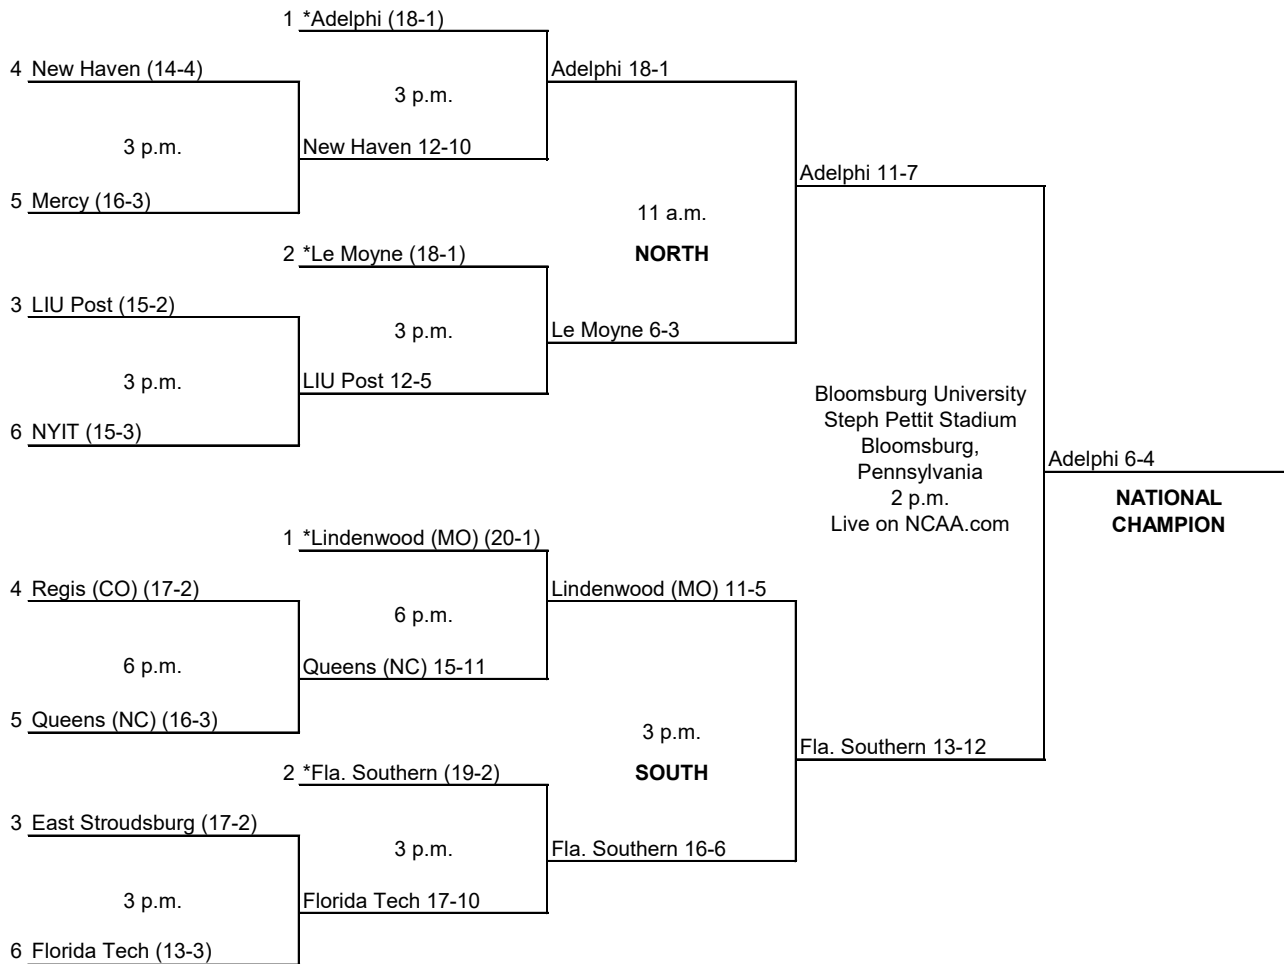 1 *Adelphi (18-1)
4 New Haven (14-4)
Adelphi 18-1
3 p.m.
3 p.m.
New Haven 12-10
Adelphi 11-7
5 Mercy (16-3)
11 a.m.
2 *Le Moyne (18-1)
NORTH
3 LIU Post (15-2)
3 p.m.
Le Moyne 6-3
3 p.m.
LIU Post 12-5
6 NYIT (15-3)
Bloomsburg University
Steph Pettit Stadium
Bloomsburg,
Pennsylvania
2 p.m.
Live on NCAA.com
Adelphi 6-4
NATIONAL
CHAMPION
1 *Lindenwood (MO) (20-1)
4 Regis (CO) (17-2)
Lindenwood (MO) 11-5
6 p.m.
6 p.m.
Queens (NC) 15-11
5 Queens (NC) (16-3)
3 p.m.
Fla. Southern 13-12
2 *Fla. Southern (19-2)
SOUTH
3 East Stroudsburg (17-2)
3 p.m.
Fla. Southern 16-6
3 p.m.
Florida Tech 17-10
6 Florida Tech (13-3)